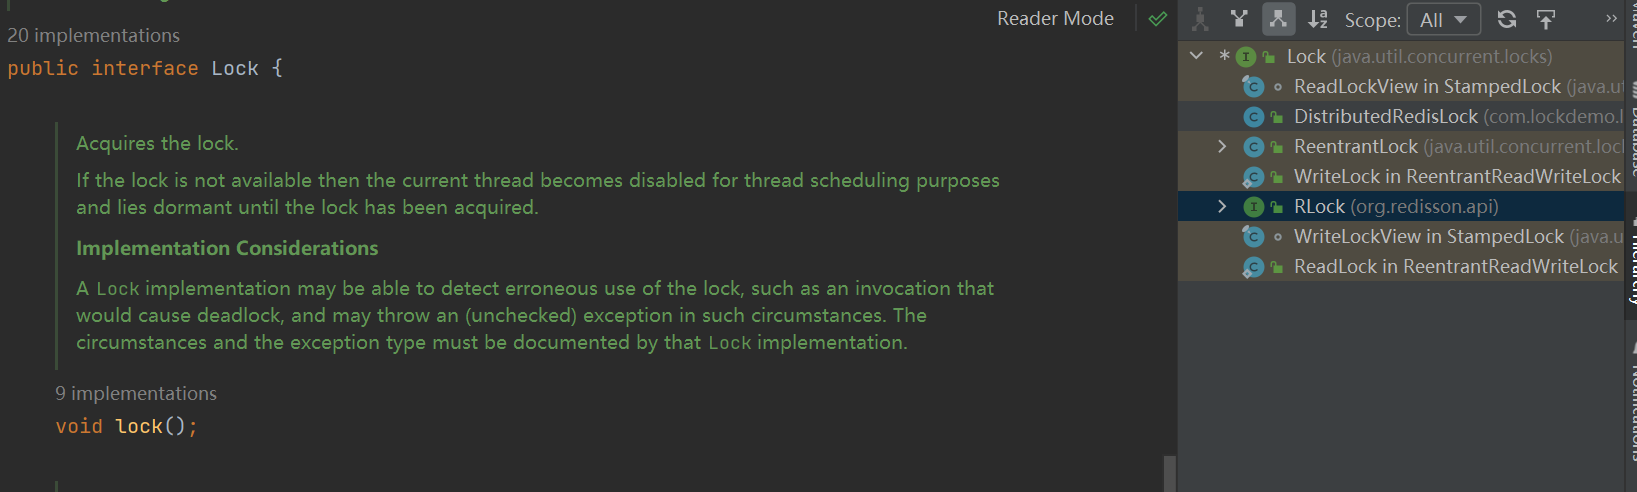 Reader Mode
20 implementations
public interface Lock {
Acquires the lock.
If the lock is not available then the current thread becomes disabled for thread scheduling purposes
and lies dormant until the lock has been acquired.
Implementation Considerations
A Lock implementation may be able to detect erroneous use of the lock, such as an invocation that
would cause deadlock, and may throw an (unchecked) exception in such circumstances. The
circumstances and the exception type must be documented by that Lock implementation.
9 implementations
void lock();
Scope: All
* Lock (java.util.concurrent.locks)
ReadLockView in StampedLock (java.ut
DistributedRedisLock (com.lockdemo.l
ReentrantLock (java.util.concurrent.loc
WriteLock in ReentrantReadWriteLock
RLock (org.redisson.api)
WriteLockView in StampedLock (java.u
ReadLock in ReentrantReadWriteLock
Database
Hierarchy
Notifications